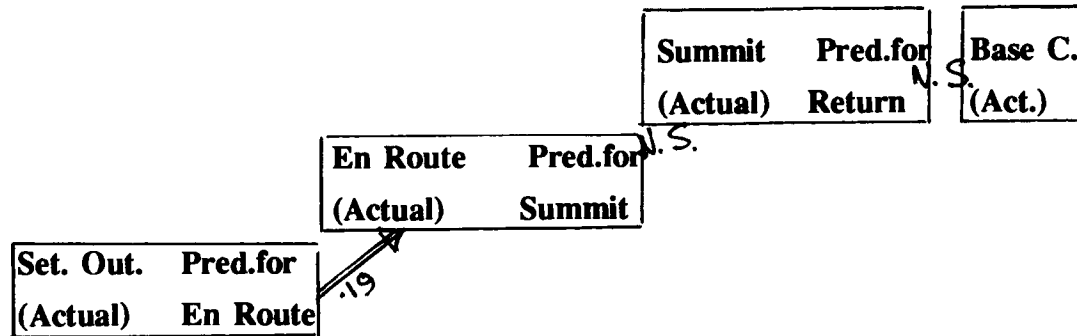 Summit Pred.for N.S. Base C.
(Actual) Return (Act.)
En Route Pred.for N.S.
(Actual) Summit
Set. Out. Pred.for .19
(Actual) En Route